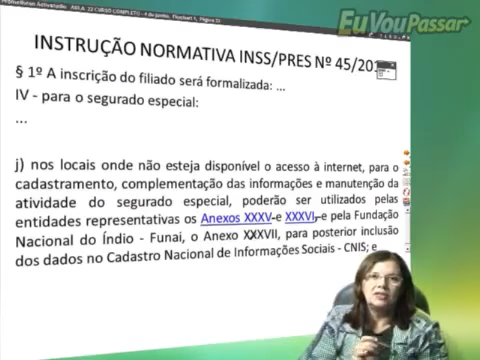 AULA_22 CURSO COMPLETO
EuVouPassar
INSTRUÇÃO NORMATIVA INSS/PRES Nº 45/20
§ 1º A inscrição do filiado será formalizada: ...
IV - para o segurado especial:
...
j) nos locais onde não esteja disponível o acesso à internet, para o
cadastramento, complementação das informações e manutenção da
atividade do segurado especial, poderão ser utilizados pelas
entidades representativas os Anexos XXXV e XXXVI, e pela Fundação
Nacional do Índio - Funai, o Anexo XXXVII, para posterior inclusão
dos dados no Cadastro Nacional de Informações Sociais - CNIS; e